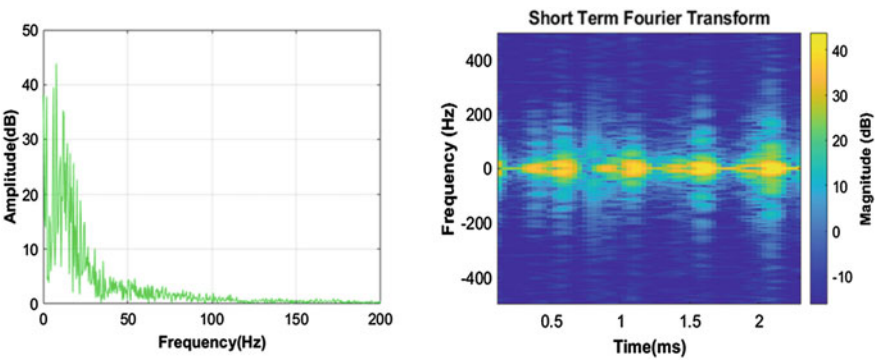 50
40
30
20
10
0
Amplitude(dB)
0 50 100 150 200
Frequency(Hz)
Short Term Fourier Transform
400
200
0
-200
-400
Frequency (Hz)
0.5 1 1.5 2
Time(ms)
40
30
20
10
0
-10
Magnitude (dB)